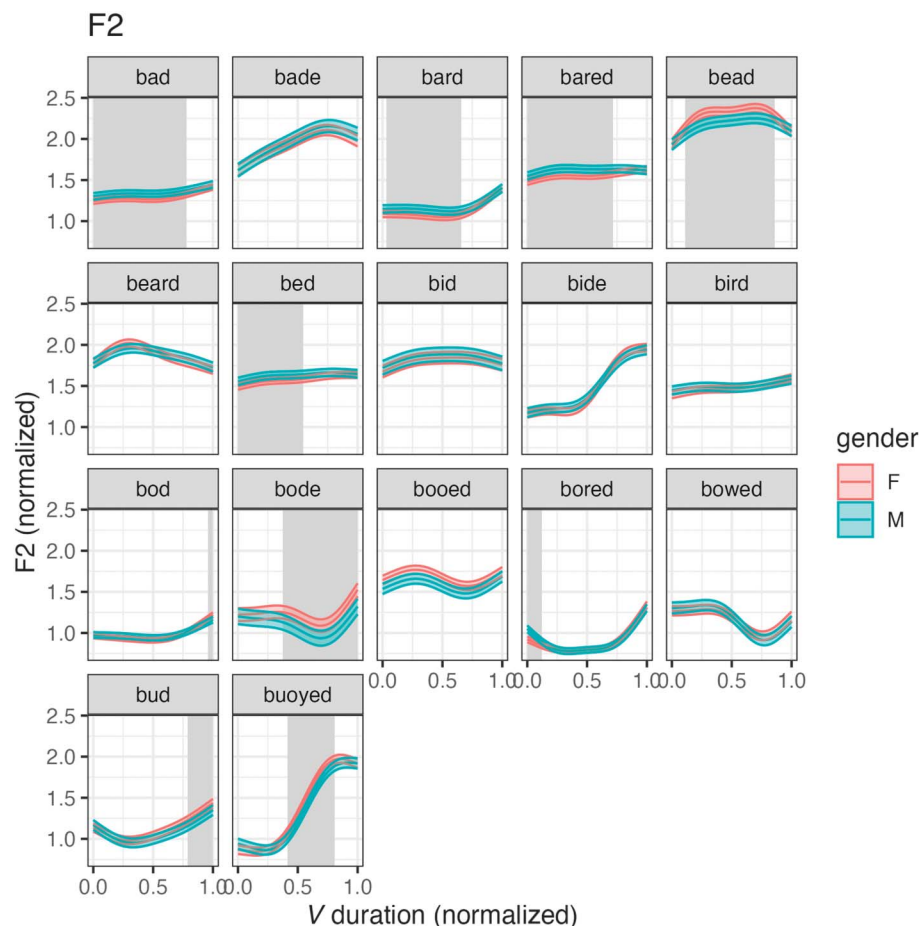 F2
bad bade bard bared bead
2.5
2.0
1.5
1.0
beard bed bid bide bird
2.5
2.0
1.5
1.0
bod bode booed bored bowed
2.5
2.0
1.5
1.0
0.0 0.5 1.0 0.0 0.5 1.0 0.0 0.5 1.0
bud buoyed
2.5
2.0
1.5
1.0
0.0 0.5 1.0 0.0 0.5 1.0
V duration (normalized)
F2 (normalized)
gender
F
M